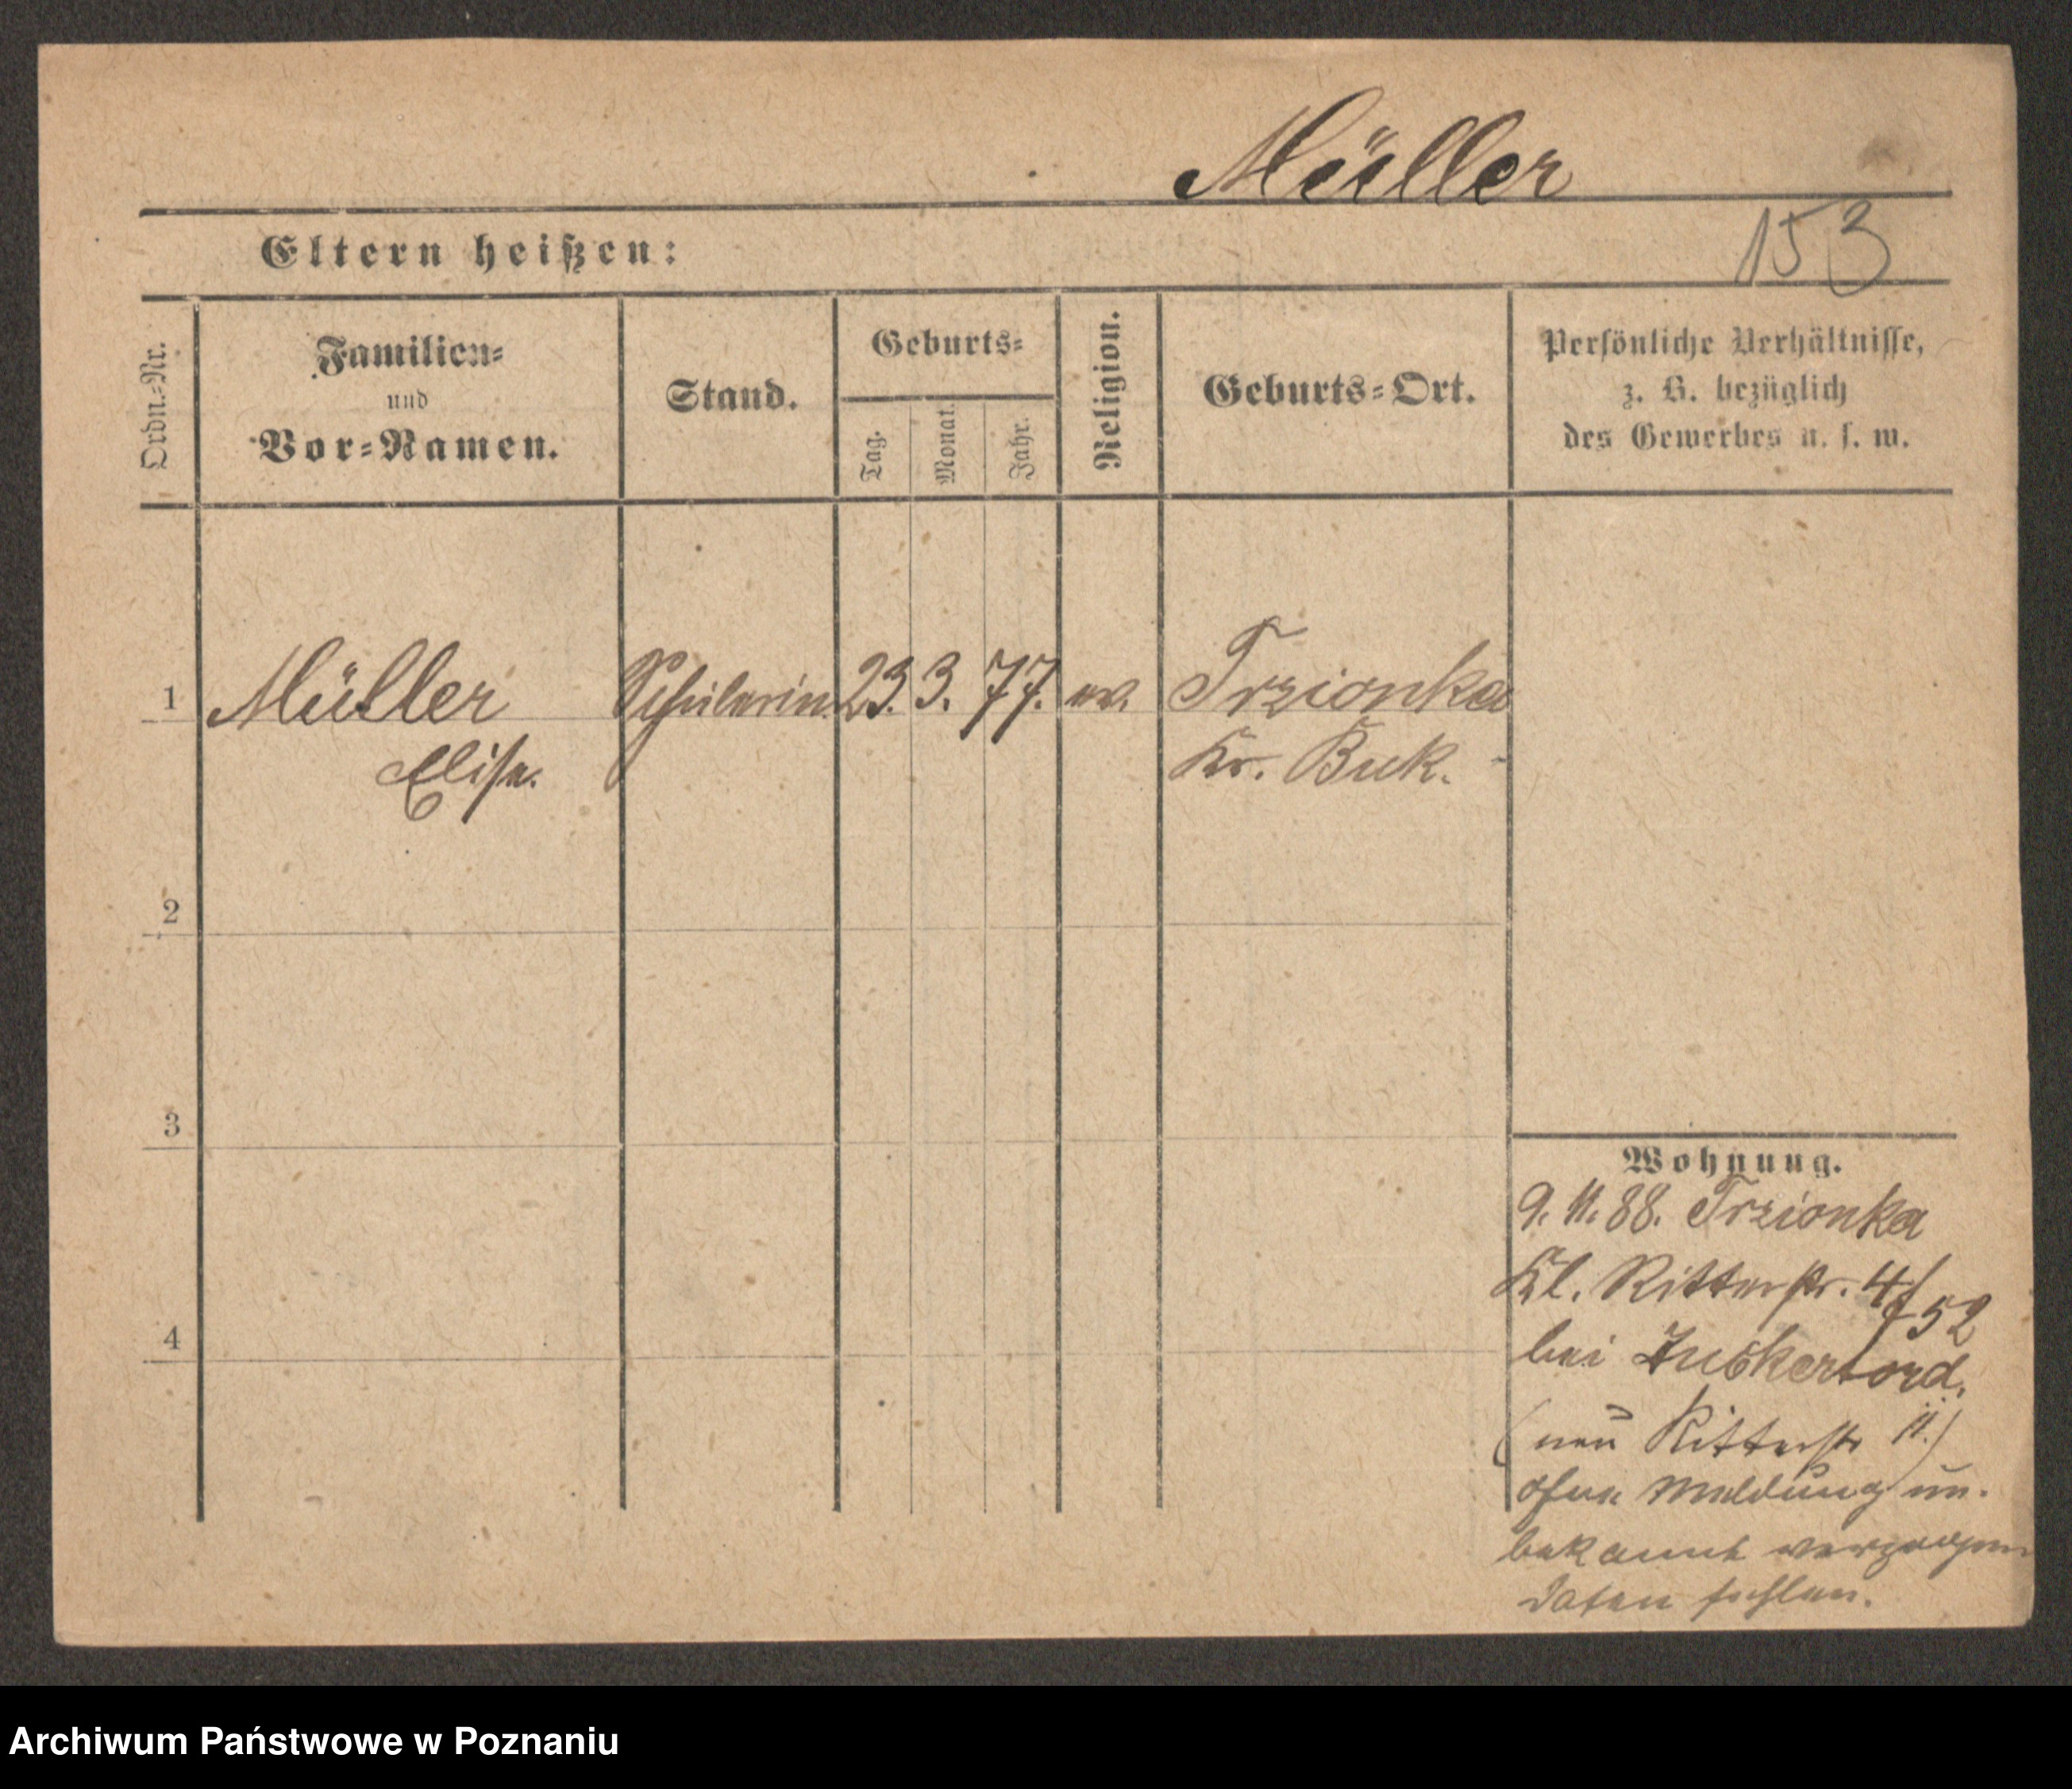 Müller
153
Eltern heißen:
Ordn.-Nr.
Familien-
und
Vor-Namen.
Stand.
Geburts-
Tag.
Monat.
Jahr.
Religion.
Geburts-Ort.
Persönliche Verhältnisse,
z. B. bezüglich
des Gewerbes u. s. w.
1 Müller Schülerin 23. 3. 77. ev. Trzionka
Elise. Kr. Buk.
2
3
4
Wohnung.
9. 11. 88. Trzionka
Kl. Ritterstr. 4/
52
bei
(neu Ritterstr 11.)
ohne Meldung un-
bekannt verzogen
Daten fehlen.
Archiwum Państwowe w Poznaniu